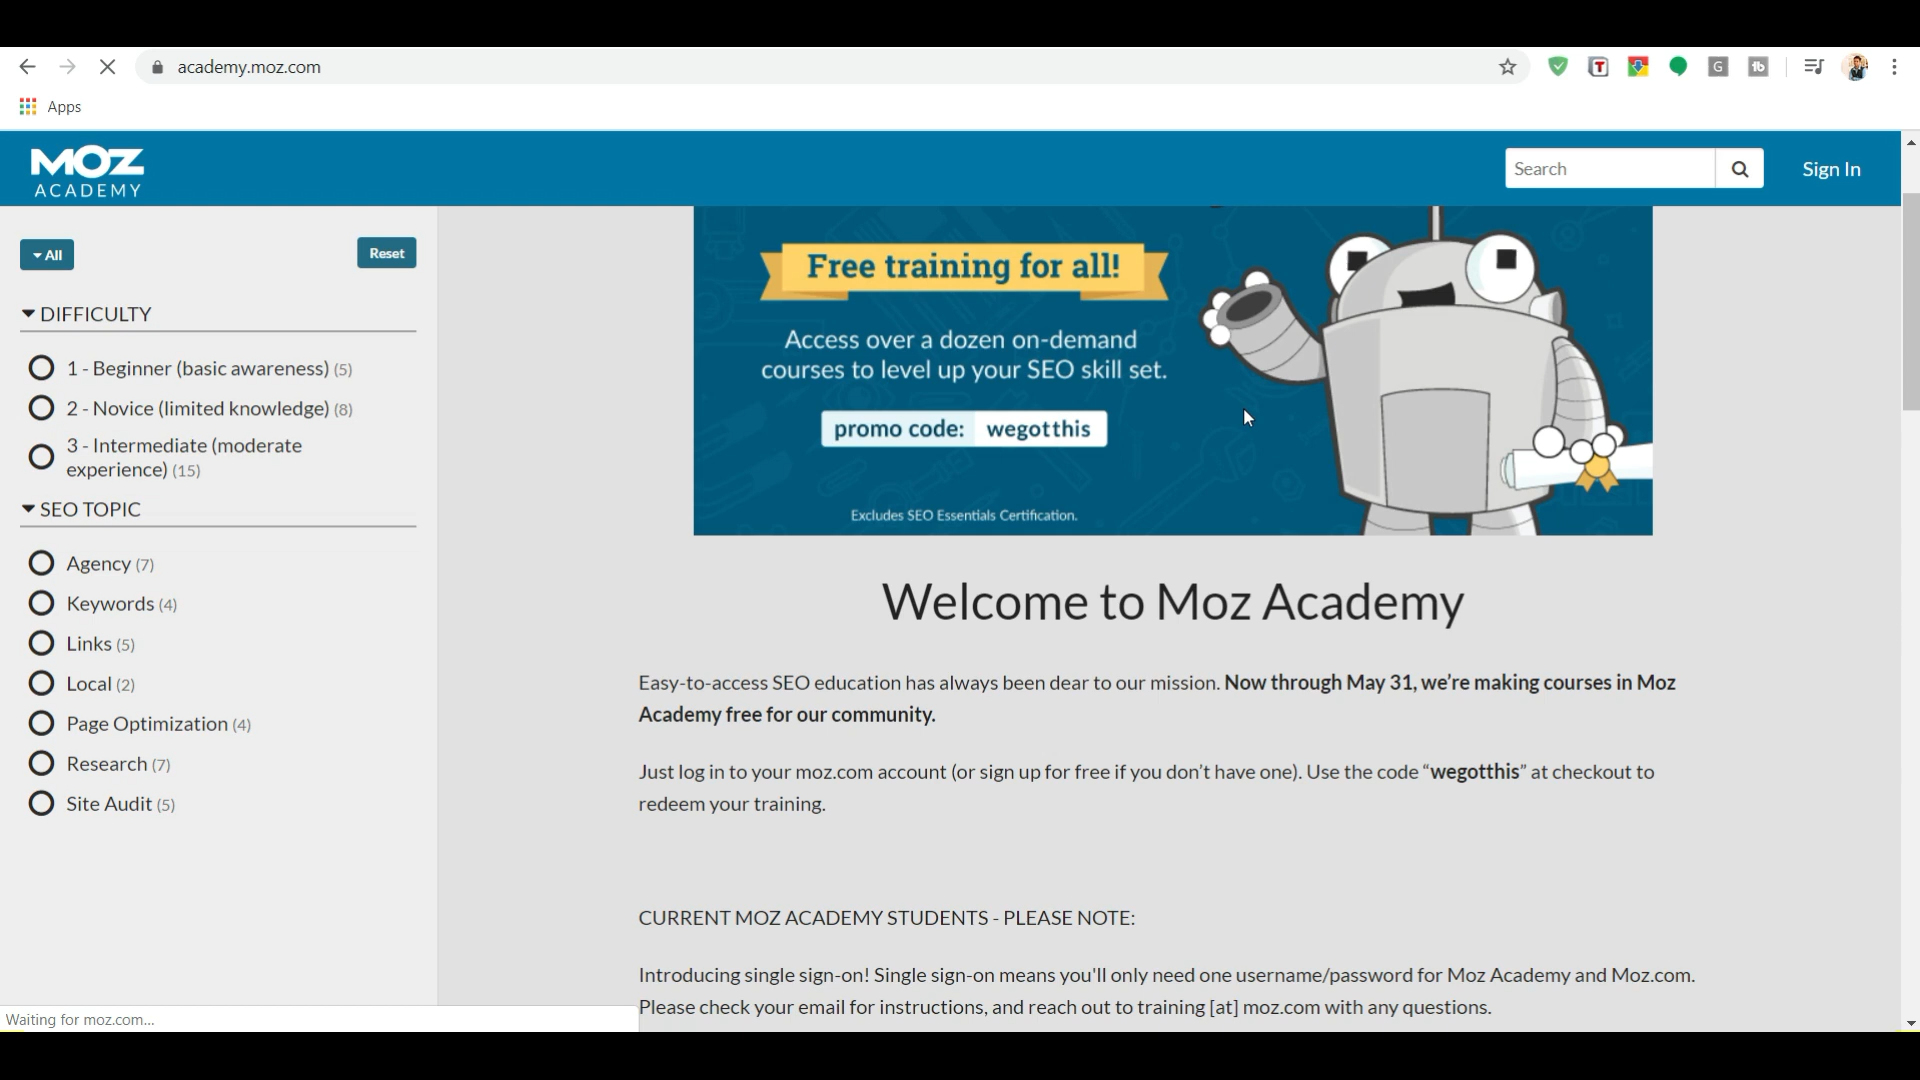 academy.moz.com
Apps
MOZ
ACADEMY
Search
Sign In
All
Reset
DIFFICULTY
1 - Beginner (basic awareness) (5)
2 - Novice (limited knowledge) (8)
3 - Intermediate (moderate
experience) (15)
SEO TOPIC
Agency (7)
Keywords (4)
Links (5)
Local (2)
Page Optimization (4)
Research (7)
Site Audit (5)
Free training for all!
Access over a dozen on-demand
courses to level up your SEO skill set.
promo code: wegotthis
Excludes SEO Essentials Certification.
Welcome to Moz Academy
Easy-to-access SEO education has always been dear to our mission. Now through May 31, we’re making courses in Moz
Academy free for our community.
Just log in to your moz.com account (or sign up for free if you don’t have one). Use the code “wegotthis” at checkout to
redeem your training.
CURRENT MOZ ACADEMY STUDENTS - PLEASE NOTE:
Introducing single sign-on! Single sign-on means you'll only need one username/password for Moz Academy and Moz.com.
Please check your email for instructions, and reach out to training [at] moz.com with any questions.
Waiting for moz.com...